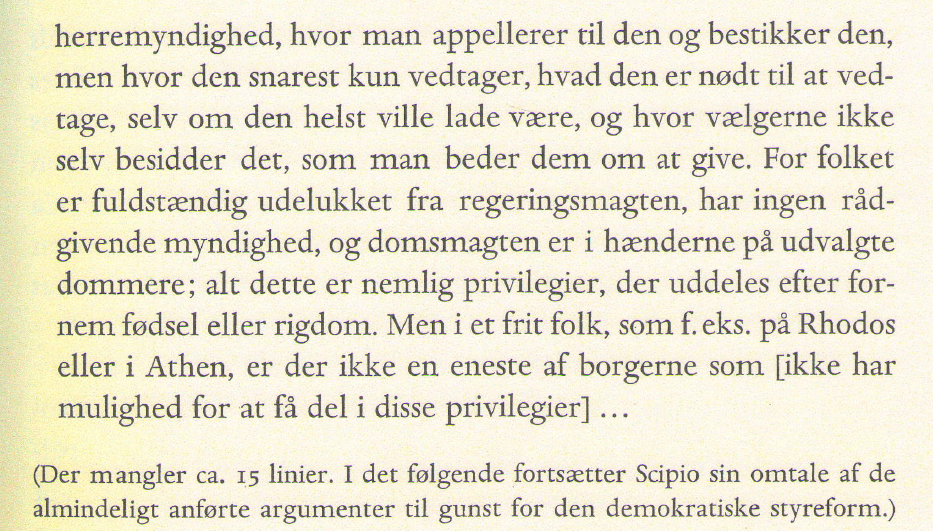 herremyndighed, hvor man appellerer til den og bestikker den,
men hvor den snarest kun vedtager, hvad den er nødt til at ved-
tage, selv om den helst ville lade være, og hvor vælgerne ikke
selv besidder det, som man beder dem om at give. For folket
er fuldstændig udelukket fra regeringsmagten, har ingen råd-
givende myndighed, og domsmagten er i hænderne på udvalgte
dommere; alt dette er nemlig privilegier, der uddeles efter for-
nem fødsel eller rigdom. Men i et frit folk, som f. eks. på Rhodos
eller i Athen, er der ikke en eneste af borgerne som [ikke har
mulighed for at få del i disse privilegier] ...
(Der mangler ca. 15 linier. I det følgende fortsætter Scipio sin omtale af de
almindeligt anførte argumenter til gunst for den demokratiske styreform.)